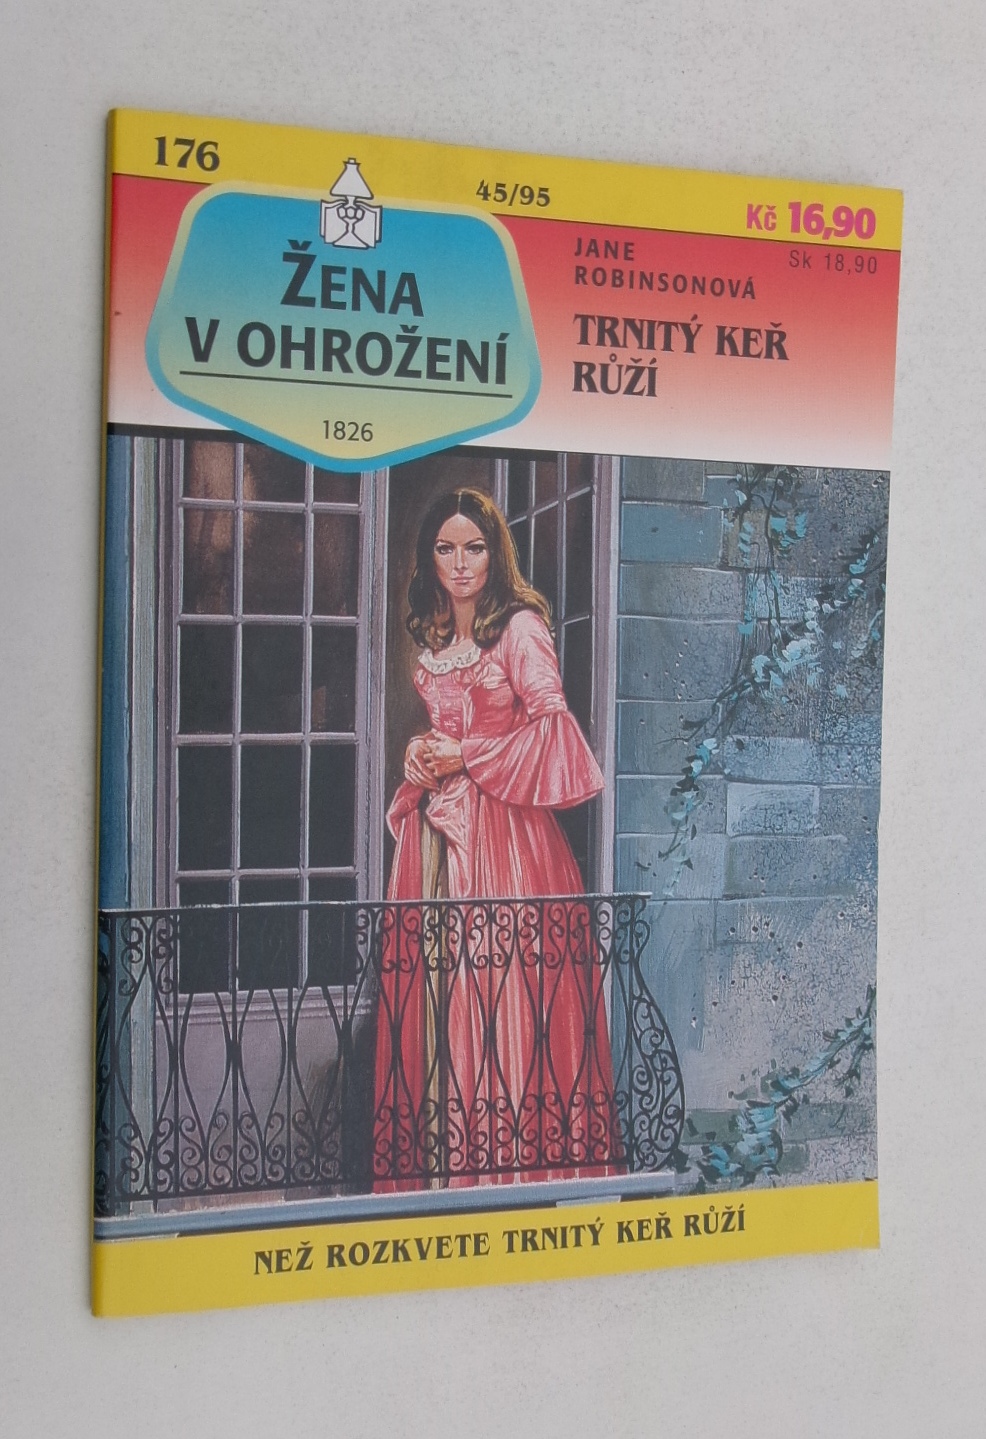 176
45/95
Kč 16,90
Sk 18,90
ŽENA
V OHROŽENÍ
1826
JANE
ROBINSONOVÁ
TRNITÝ KEŘ
RŮŽÍ
NEŽ ROZKVETE TRNITÝ KEŘ RŮŽÍ